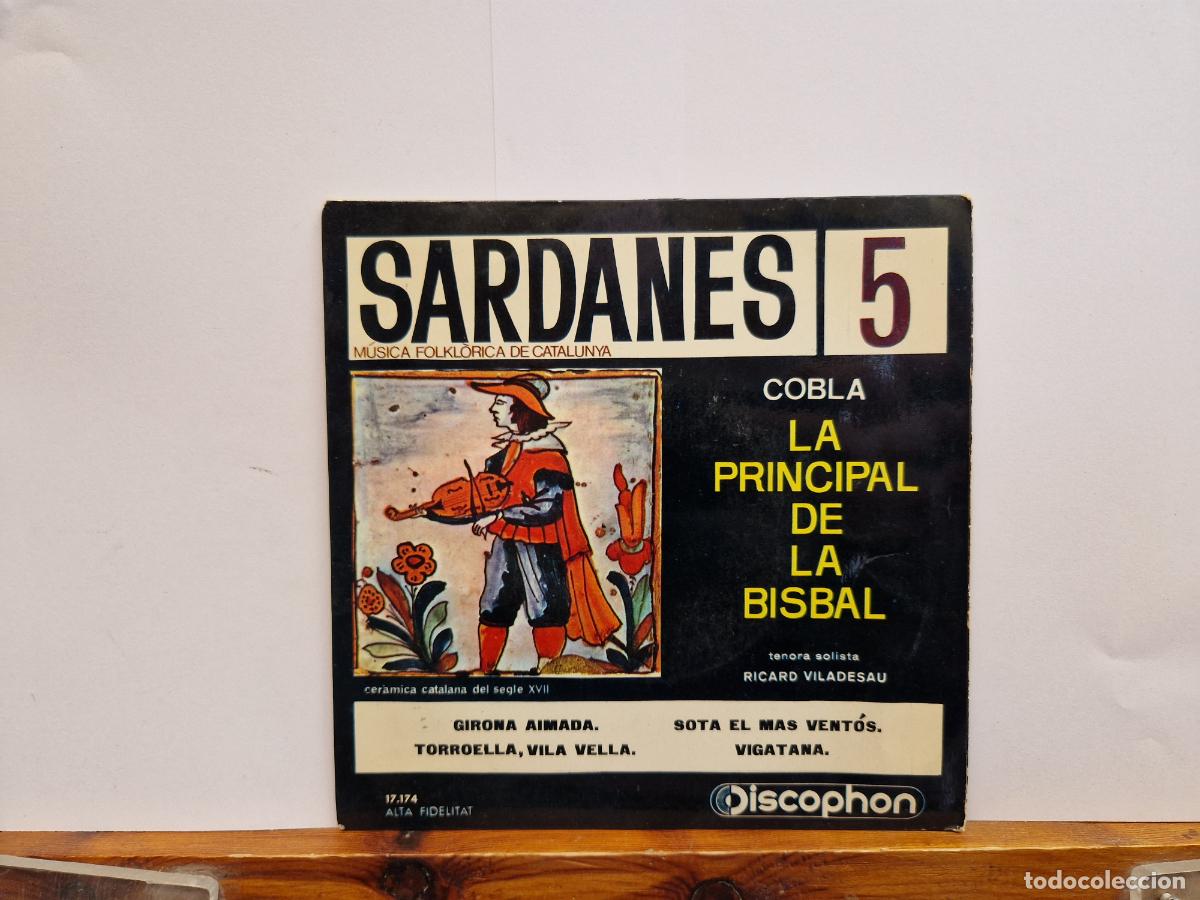 SARDANES
5
MÚSICA FOLKLÒRICA DE CATALUNYA
COBLA
LA
PRINCIPAL
DE
LA
BISBAL
tenora solista
RICARD VILADESAU
ceràmica catalana del segle XVII
GIRONA AIMADA.
SOTA EL MAS VENTÓS.
TORROELLA, VILA VELLA.
VIGATANA.
17.174
ALTA FIDELITAT
Discophon
todocoleccion